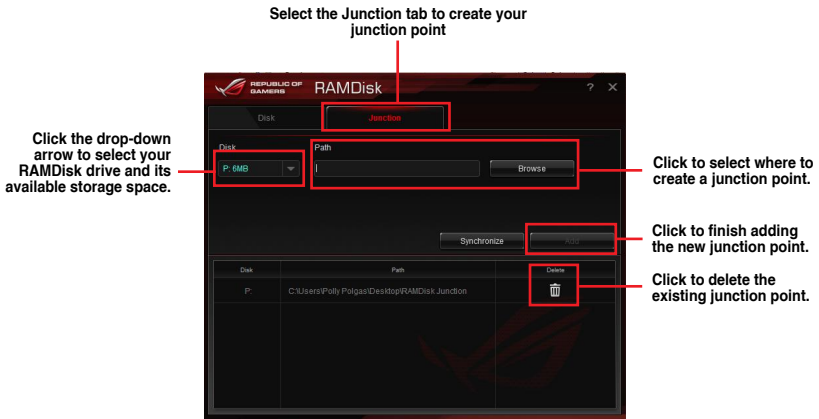 Select the Junction tab to create your
junction point
REPUBLIC OF
GAMERS
RAMDisk
? ×
Disk
Junction
Click the drop-down
arrow to select your
RAMDisk drive and its
available storage space.
Disk
Path
P: 6MB
Browse
Click to select where to
create a junction point.
Synchronize
Add
Click to finish adding
the new junction point.
Disk
Path
Delete
P:
C:\Users\Polly Polgas\Desktop\RAMDisk Junction
Click to delete the
existing junction point.